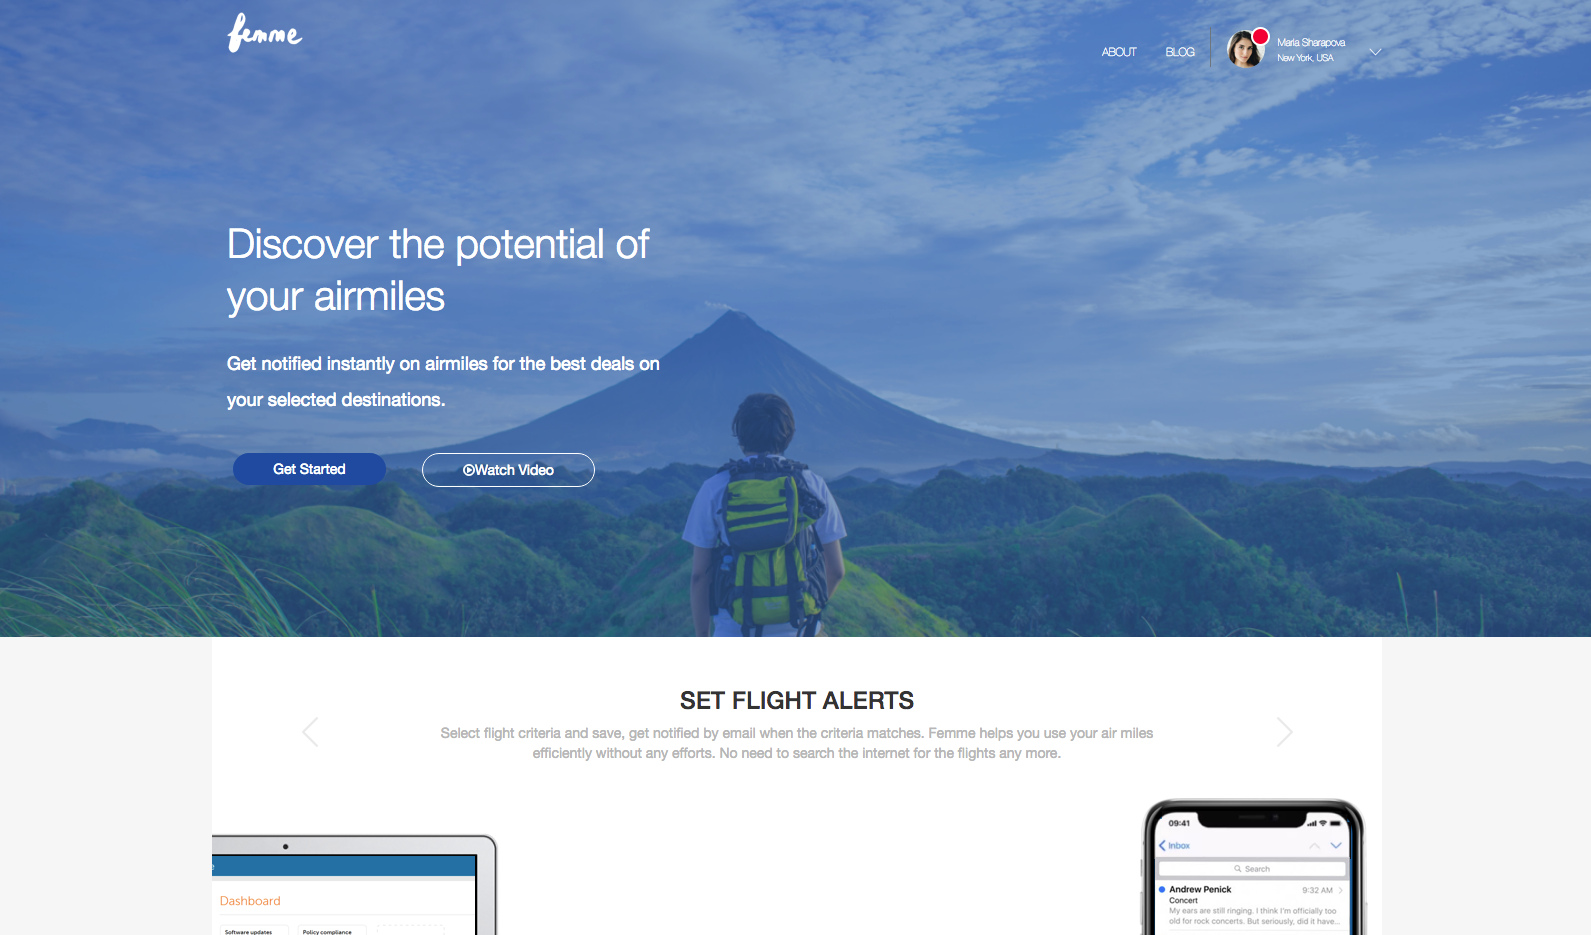 femme
ABOUT
BLOG
Maria Sharapova
New York, USA
Discover the potential of
your airmiles
Get notified instantly on airmiles for the best deals on
your selected destinations.
Get Started
Watch Video
SET FLIGHT ALERTS
Select flight criteria and save, get notified by email when the criteria matches. Femme helps you use your air miles
efficiently without any efforts. No need to search the internet for the flights any more.
Dashboard
Software updates
Policy compliance
09:41
Inbox
Search
Andrew Penick
9:32 AM
Concert
My ears are still ringing. I think I'm officially too
old for rock concerts. But seriously, did it have...